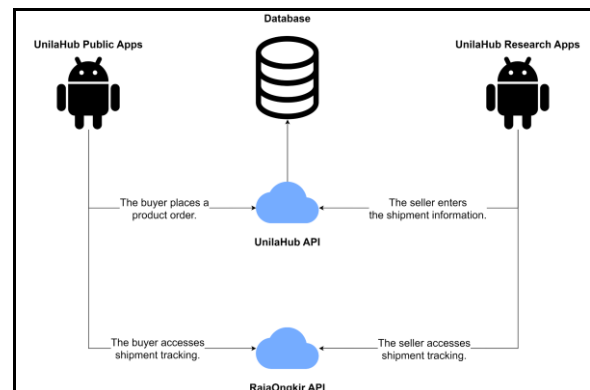 Database
UnilaHub Public Apps
UnilaHub Research Apps
The buyer places a
product order.
The seller enters
the shipment information.
UnilaHub API
The buyer accesses
shipment tracking.
The seller accesses
shipment tracking.
RajaOngkir API